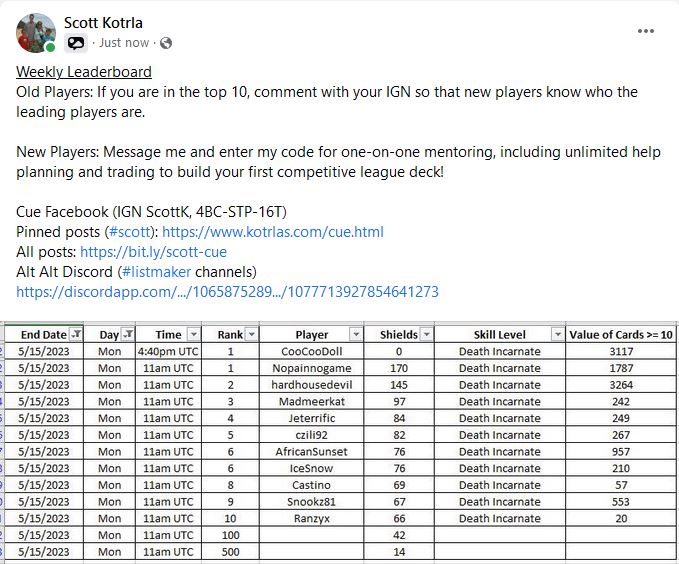 Scott Kotrla
· Just now ·
Weekly Leaderboard
Old Players: If you are in the top 10, comment with your IGN so that new players know who the
leading players are.
New Players: Message me and enter my code for one-on-one mentoring, including unlimited help
planning and trading to build your first competitive league deck!
Cue Facebook (IGN ScottK, 4BC-STP-16T)
Pinned posts (#scott): https://www.kotrlas.com/cue.html
All posts: https://bit.ly/scott-cue
Alt Alt Discord (#listmaker channels)
https://discordapp.com/.../1065875289.../1077713927854641273
End Date Day Time Rank Player Shields Skill Level Value of Cards >= 10
5/15/2023 Mon 4:40pm UTC 1 CooCooDoll 0 Death Incarnate 3117
5/15/2023 Mon 11am UTC 1 Nopainnogame 170 Death Incarnate 1787
5/15/2023 Mon 11am UTC 2 hardhousedevil 145 Death Incarnate 3264
5/15/2023 Mon 11am UTC 3 Madmeerkat 97 Death Incarnate 242
5/15/2023 Mon 11am UTC 4 Jeterrific 84 Death Incarnate 249
5/15/2023 Mon 11am UTC 5 czili92 82 Death Incarnate 267
5/15/2023 Mon 11am UTC 6 AfricanSunset 76 Death Incarnate 957
5/15/2023 Mon 11am UTC 6 IceSnow 76 Death Incarnate 210
5/15/2023 Mon 11am UTC 8 Castino 69 Death Incarnate 57
5/15/2023 Mon 11am UTC 9 Snookz81 67 Death Incarnate 553
5/15/2023 Mon 11am UTC 10 Ranzyx 66 Death Incarnate 20
5/15/2023 Mon 11am UTC 100 42
5/15/2023 Mon 11am UTC 500 14